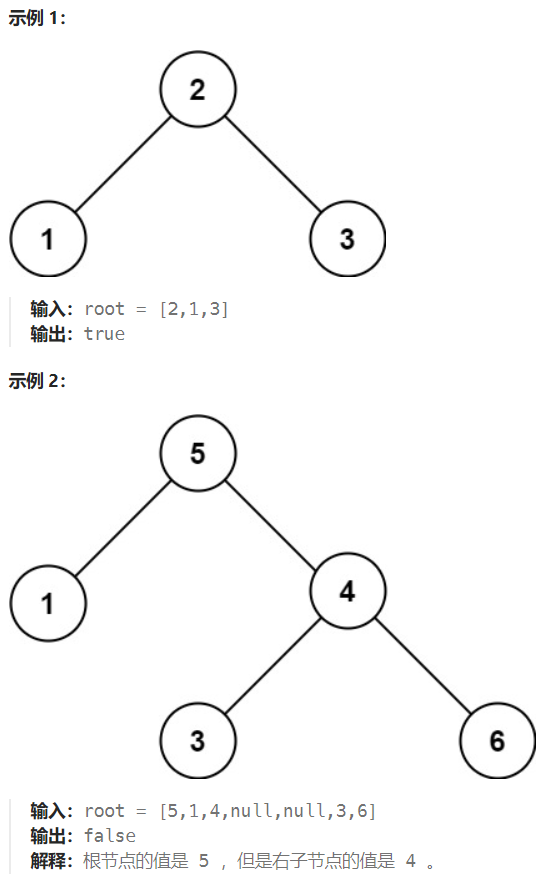 示例 1：
2
1
3
输入：root = [2,1,3]
输出：true
示例 2：
5
1
4
3
6
输入：root = [5,1,4,null,null,3,6]
输出：false
解释：根节点的值是 5 ，但是右子节点的值是 4 。